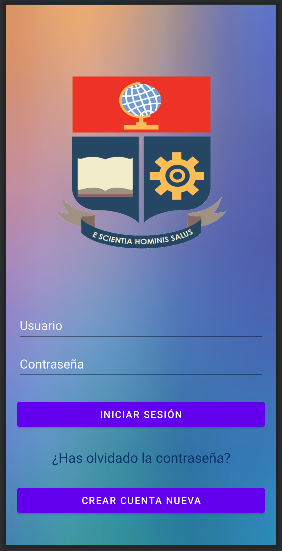 E SCIENTIA HOMINIS SALUS
Usuario
Contraseña
INICIAR SESIÓN
¿Has olvidado la contraseña?
CREAR CUENTA NUEVA